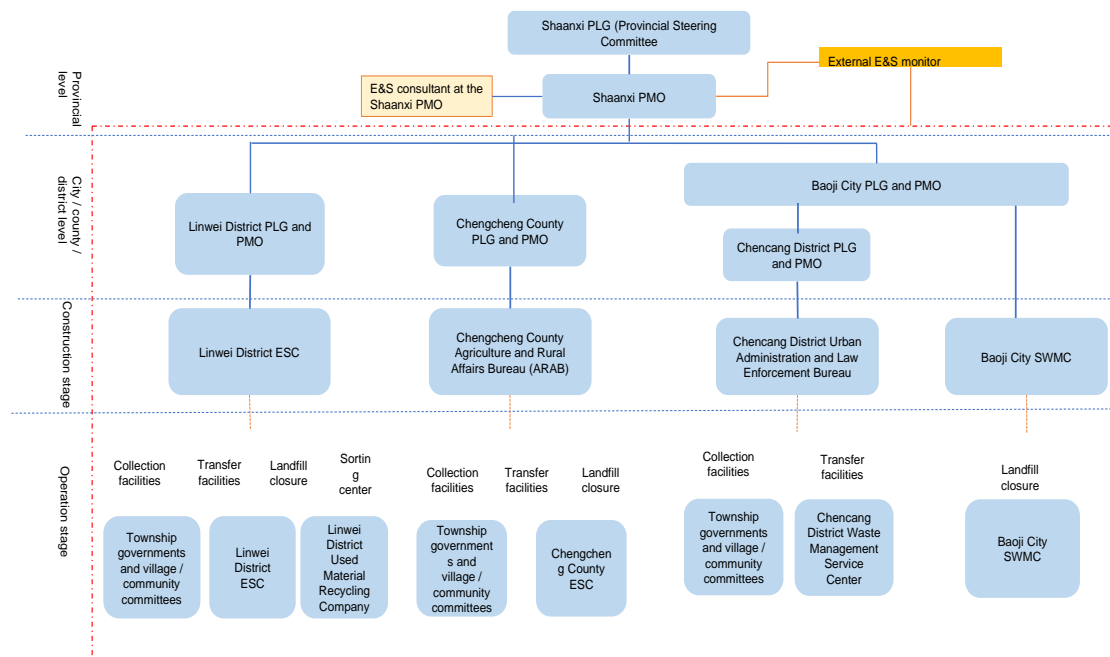 Shaanxi PLG (Provincial Steering
Committee
External E&S monitor
E&S consultant at the
Shaanxi PMO
Shaanxi PMO
Provincial
level
City / county /
district level
Baoji City PLG and PMO
Linwei District PLG and
PMO
Chengcheng County
PLG and PMO
Chencang District PLG
and PMO
Construction stage
Linwei District ESC
Chengcheng County
Agriculture and Rural
Affairs Bureau (ARAB)
Chencang District Urban
Administration and Law
Enforcement Bureau
Baoji City SWMC
Operation stage
Collection
facilities
Transfer
facilities
Landfill
closure
Sortin
g
center
Collection
facilities
Transfer
facilities
Landfill
closure
Collection
facilities
Transfer
facilities
Landfill
closure
Township
governments
and village /
community
committees
Linwei
District
ESC
Linwei
District
Used
Material
Recycling
Company
Township
government
s and
village /
community
committees
Chengchen
g County
ESC
Township
governments
and village /
community
committees
Chencang
District Waste
Management
Service
Center
Baoji City
SWMC